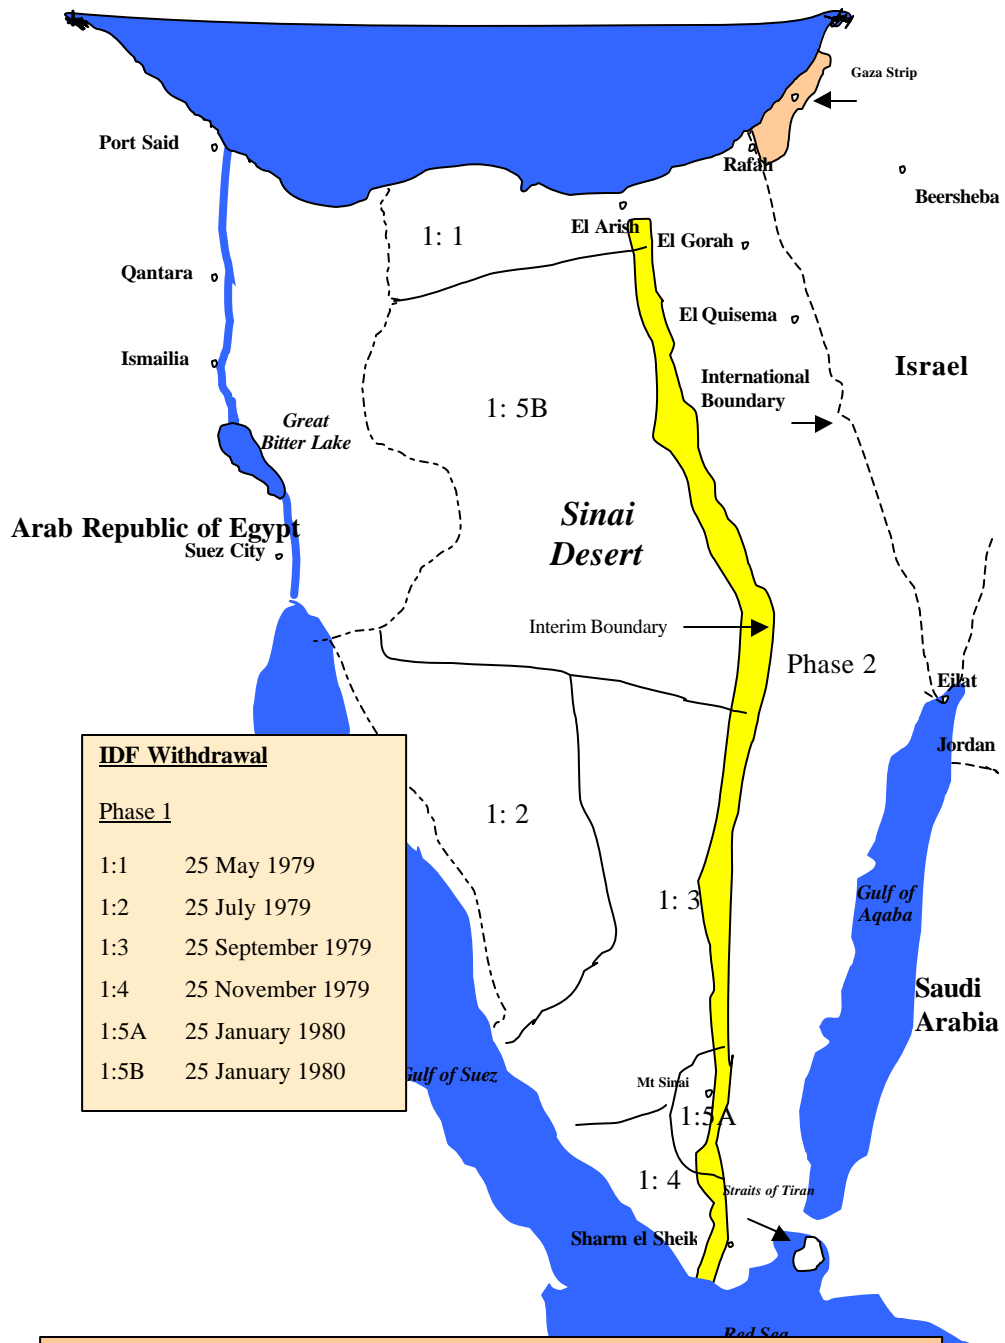 Gaza Strip
Port Said
Rafah
Beersheba
El Arish
1: 1
El Gorah
Qantara
El Quisema
Ismailia
Israel
International
Boundary
1: 5B
Great
Bitter Lake
Sinai
Desert
Arab Republic of Egypt
Suez City
Interim Boundary
Phase 2
Eilat
Jordan
IDF Withdrawal
Phase 1
1:1 25 May 1979
1:2 25 July 1979
1:3 25 September 1979
1:4 25 November 1979
1:5A 25 January 1980
1:5B 25 January 1980
1: 2
1: 3
Gulf of
Aqaba
Saudi
Arabia
Gulf of Suez
Mt Sinai
1:5A
1: 4
Straits of Tiran
Sharm el Sheik
Red Sea